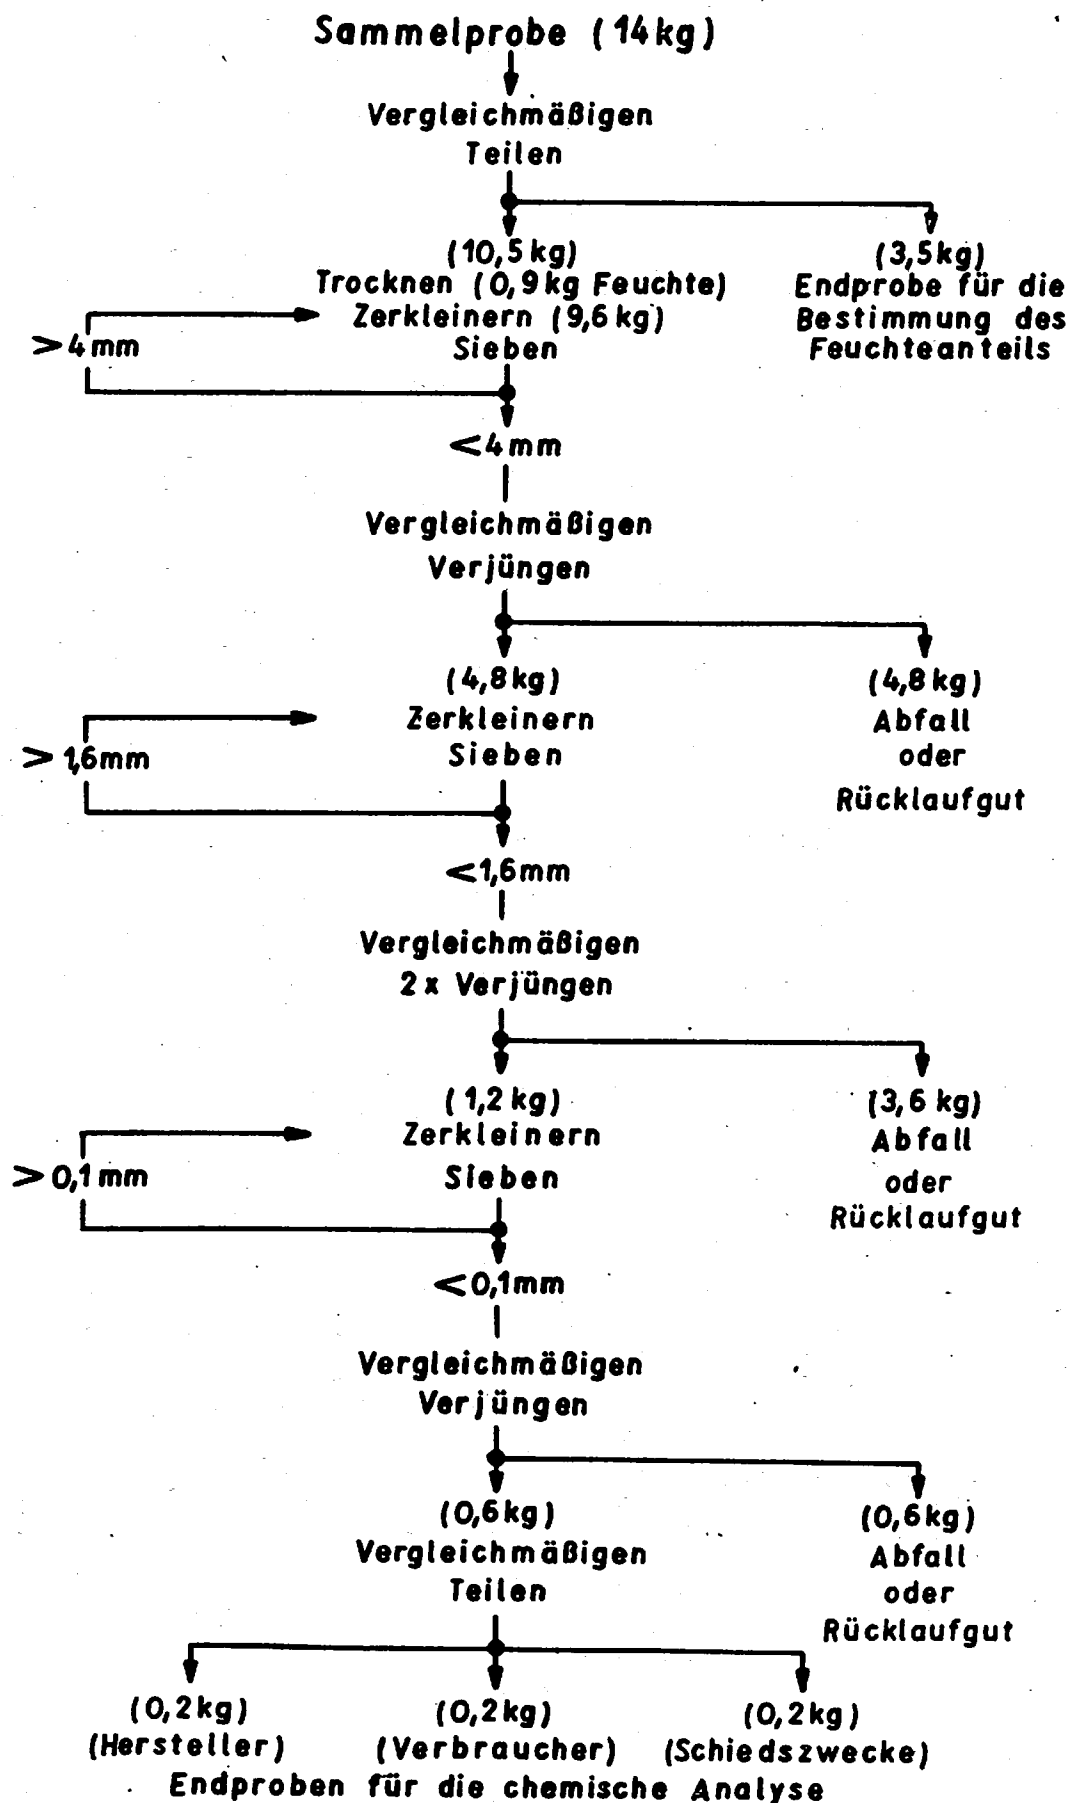 Sammelprobe (14kg)
Vergleichmäßigen
Teilen
(10,5kg)
Trocknen (0,9kg Feuchte)
Zerkleinern (9,6kg)
Sieben
(3,5kg)
Endprobe für die
Bestimmung des
Feuchteanteils
>4mm
<4mm
Vergleichmäßigen
Verjüngen
(4,8kg)
Zerkleinern
Sieben
(4,8kg)
Abfall
oder
Rücklaufgut
>1,6mm
<1,6mm
Vergleichmäßigen
2x Verjüngen
(1,2kg)
Zerkleinern
Sieben
(3,6kg)
Abfall
oder
Rücklaufgut
>0,1mm
<0,1mm
Vergleichmäßigen
Verjüngen
(0,6kg)
Vergleichmäßigen
Teilen
(0,6kg)
Abfall
oder
Rücklaufgut
(0,2kg) (0,2kg) (0,2kg)
(Hersteller) (Verbraucher) (Schiedszwecke)
Endproben für die chemische Analyse